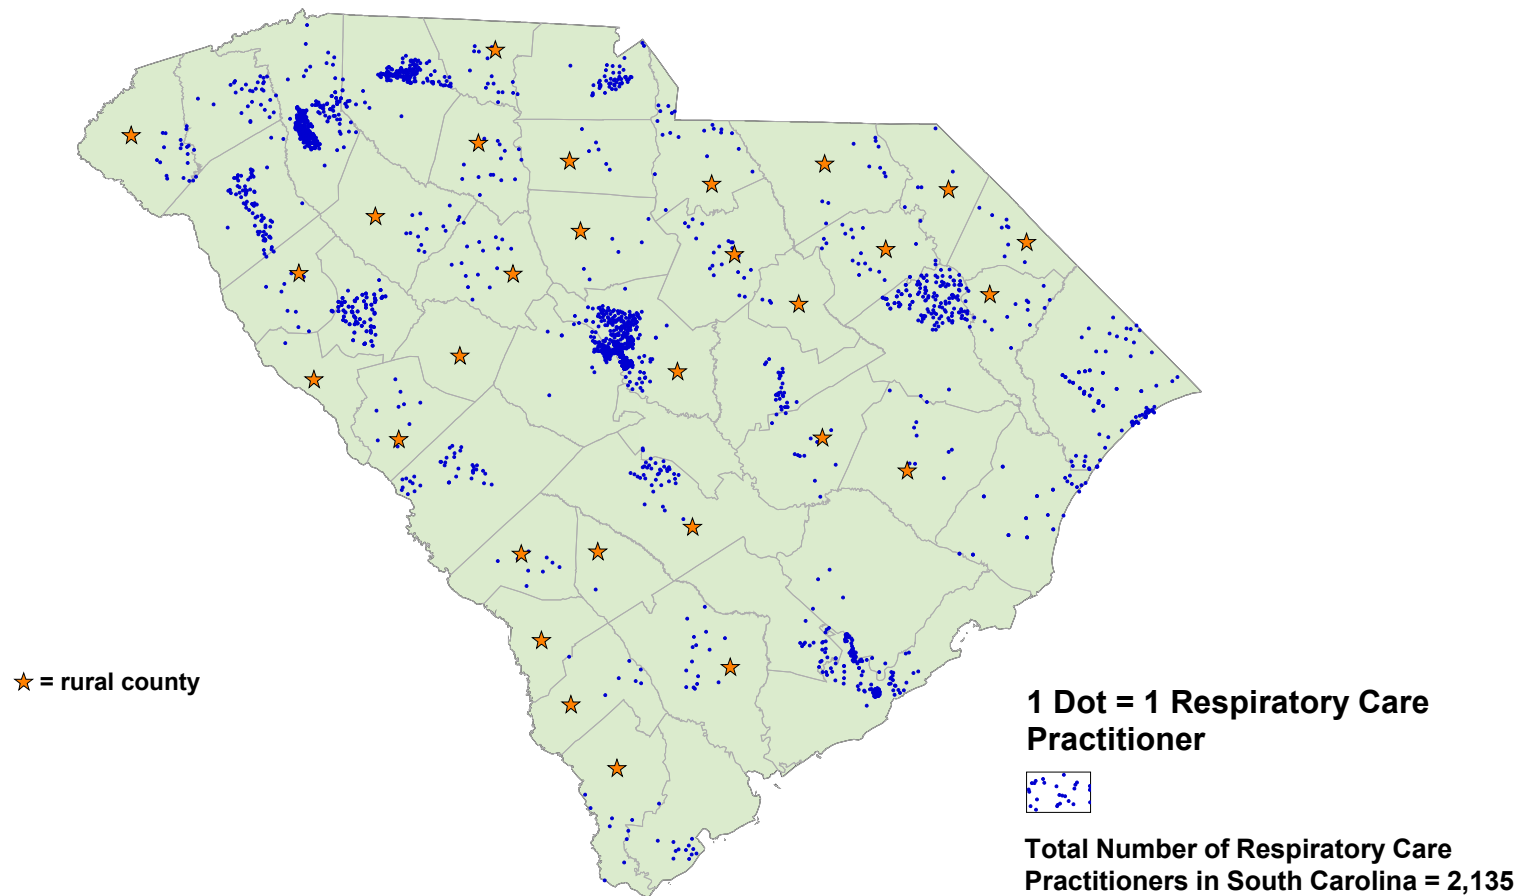 = rural county
1 Dot = 1 Respiratory Care
Practitioner
Total Number of Respiratory Care
Practitioners in South Carolina = 2,135